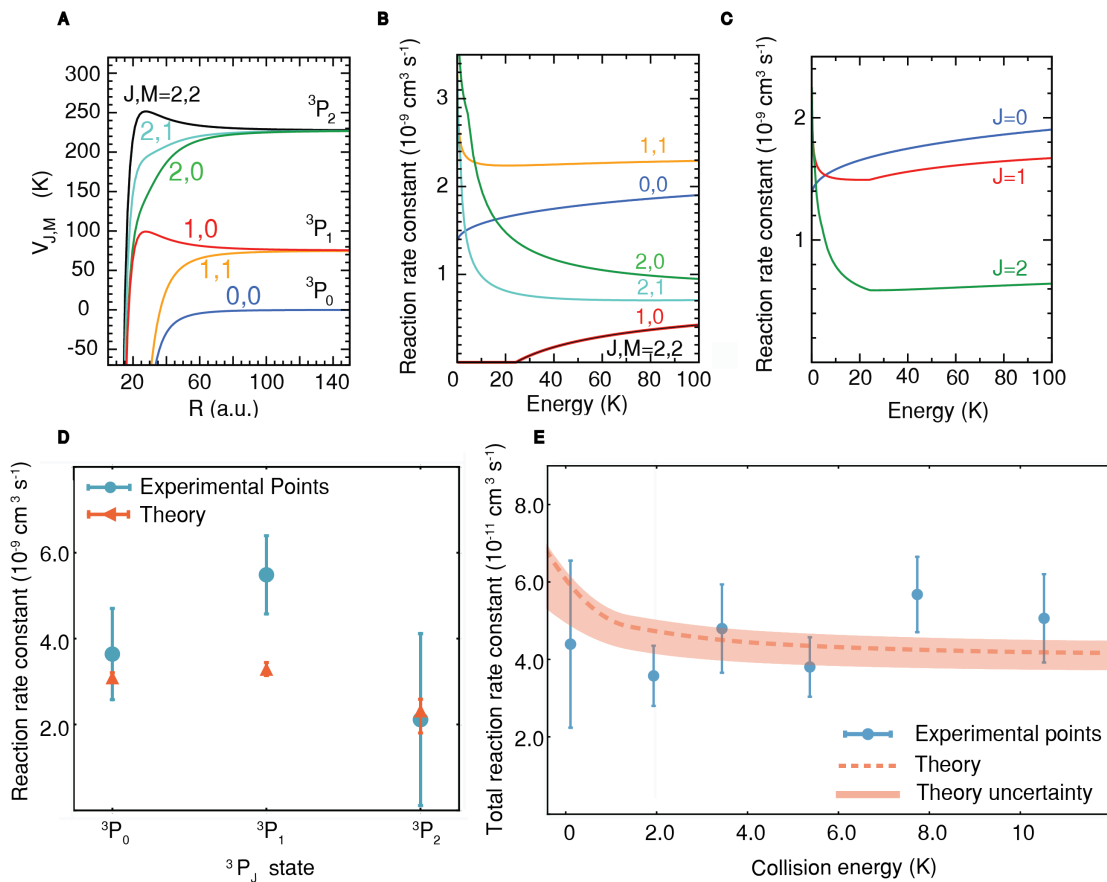 A
V_J,M (K)
300
250
200
150
100
50
0
-50
J,M=2,2
2,1
2,0
1,0
1,1
0,0
³P₂
³P₁
³P₀
20
60
100
140
R (a.u.)
B
Reaction rate constant (10⁻⁹ cm³ s⁻¹)
3
2
1
1,1
0,0
2,0
2,1
1,0
J,M=2,2
0
20
40
60
80
100
Energy (K)
C
Reaction rate constant (10⁻⁹ cm³ s⁻¹)
2
1
J=0
J=1
J=2
0
20
40
60
80
100
Energy (K)
D
Reaction rate constant (10⁻⁹ cm³ s⁻¹)
6.0
4.0
2.0
Experimental Points
Theory
³P₀
³P₁
³P₂
³P_J state
E
Total reaction rate constant (10⁻¹¹ cm³ s⁻¹)
8.0
6.0
4.0
2.0
Experimental points
Theory
Theory uncertainty
0
2.0
4.0
6.0
8.0
10
Collision energy (K)